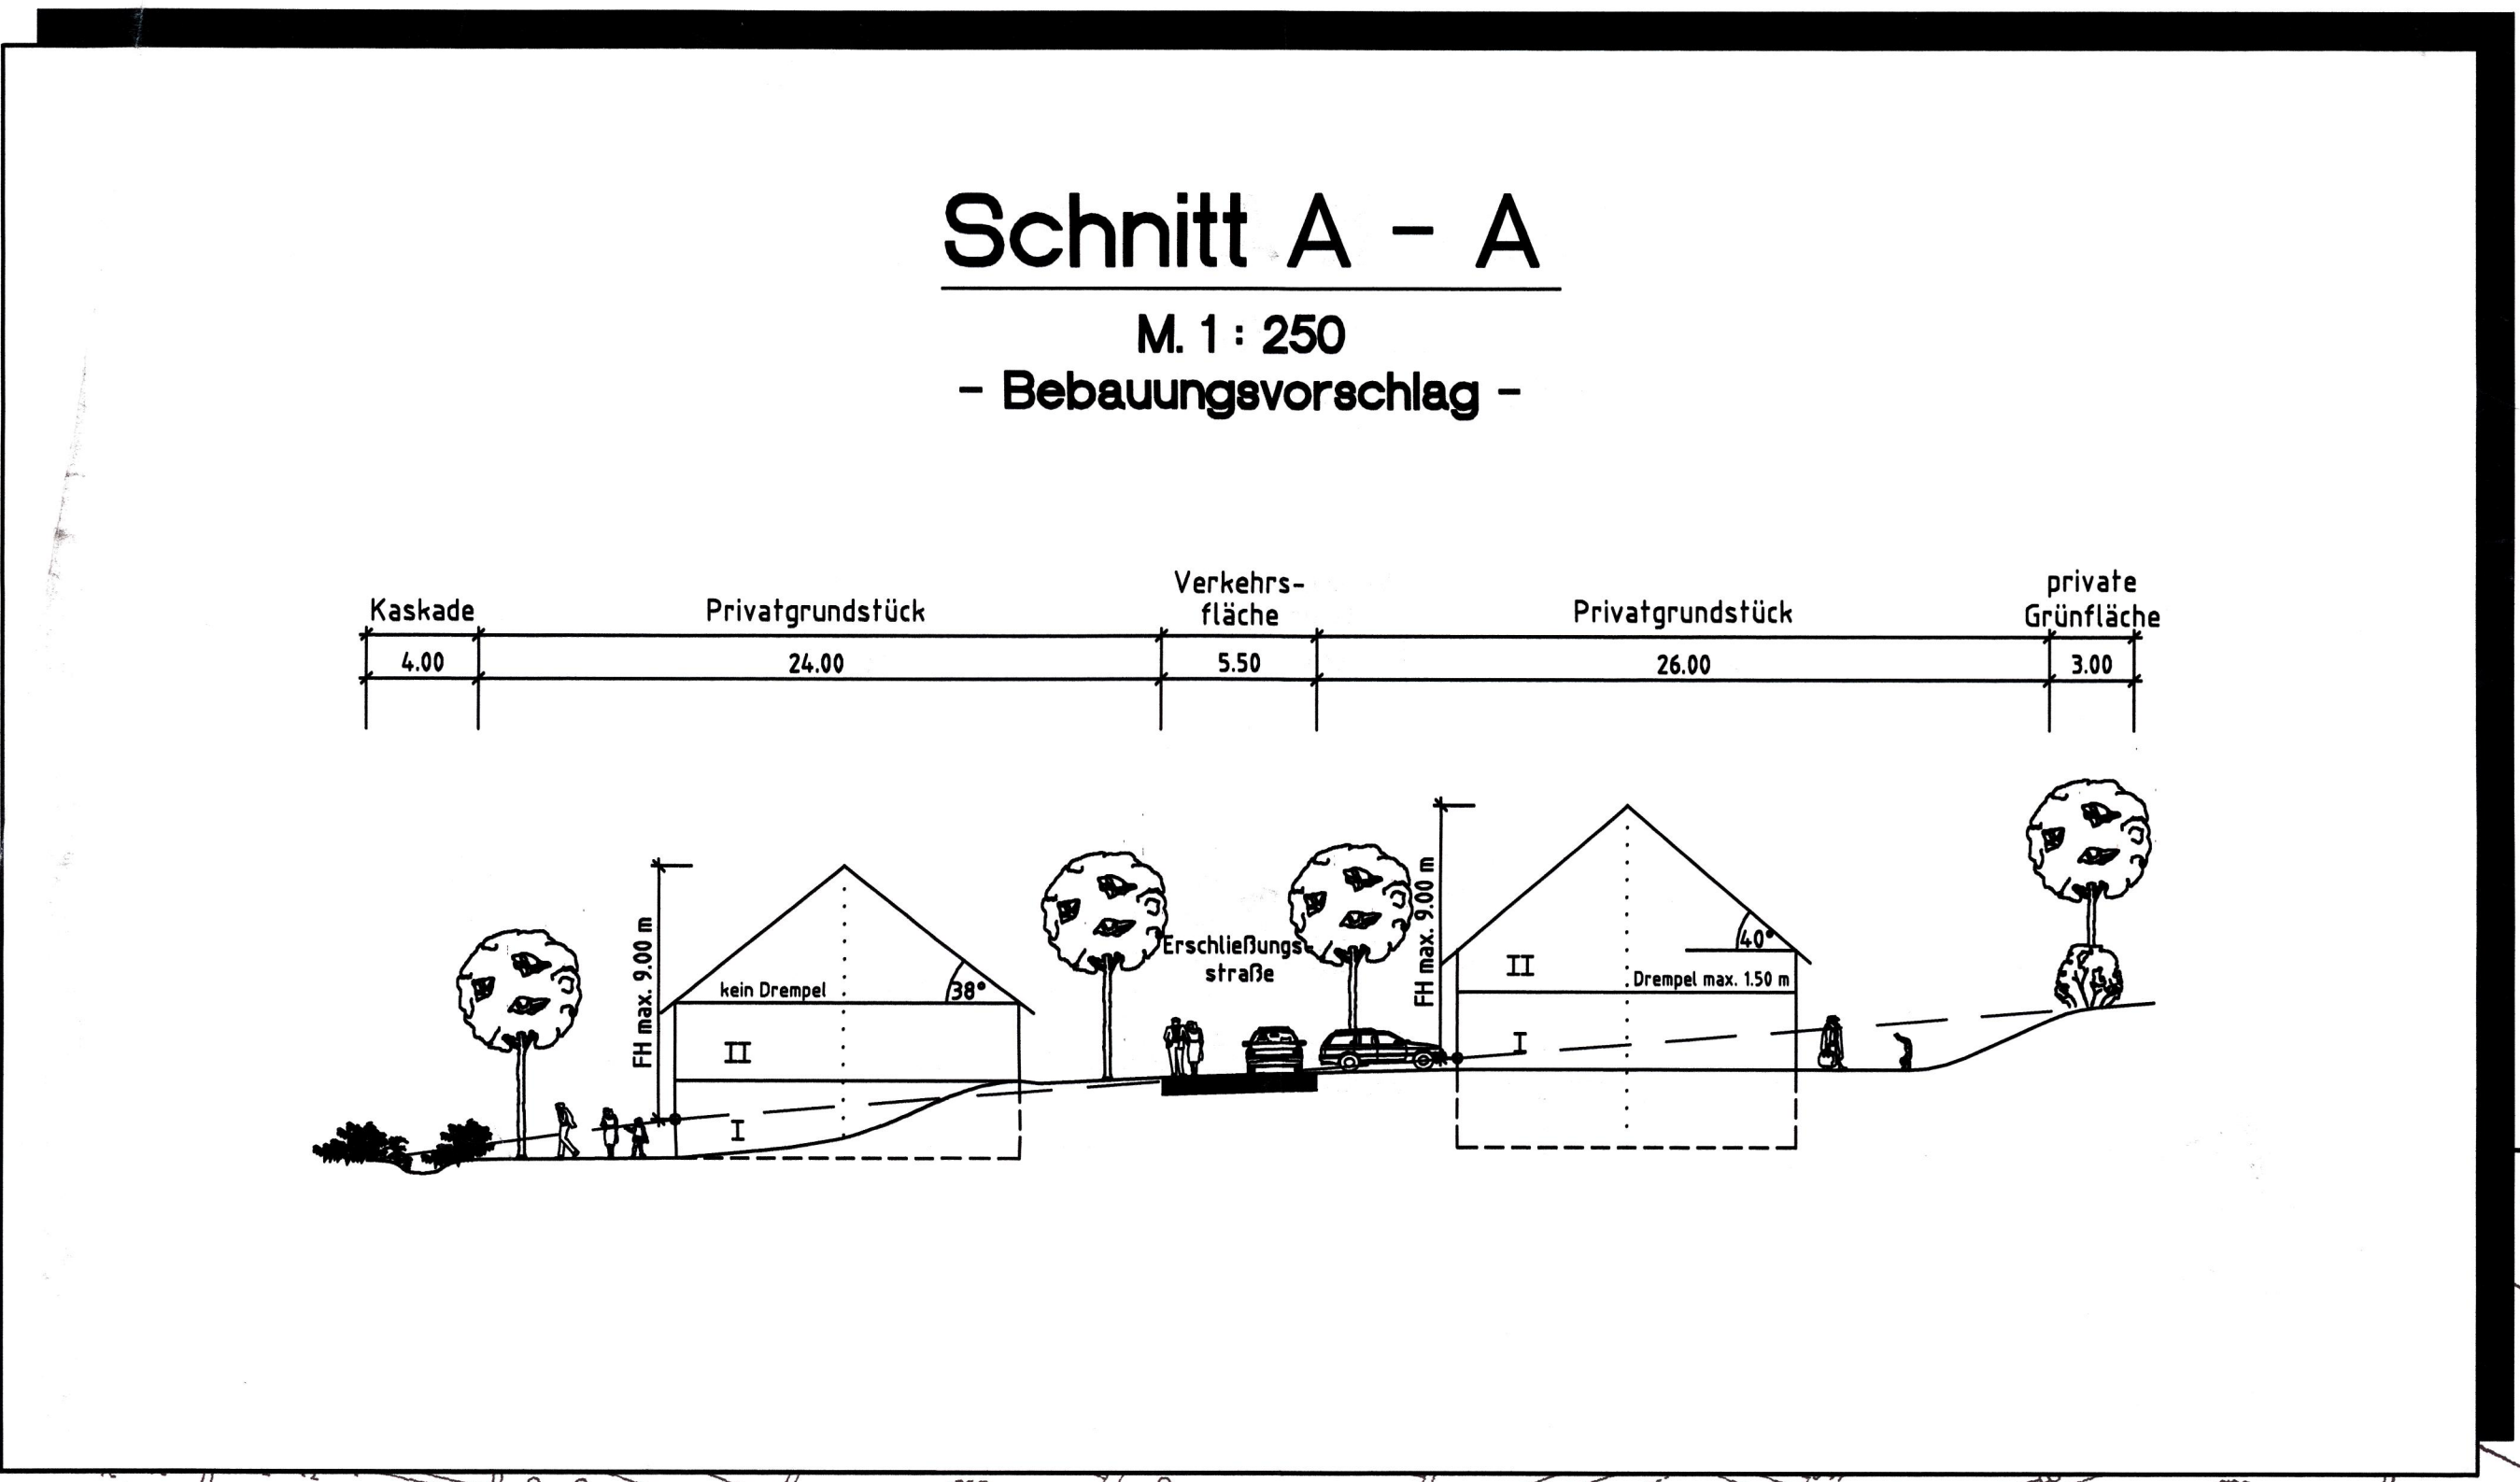 Schnitt A - A
M. 1 : 250
- Bebauungsvorschlag -
Kaskade
Privatgrundstück
Verkehrs-
fläche
Privatgrundstück
private
Grünfläche
4.00
24.00
5.50
26.00
3.00
FH max. 9.00 m
kein Drempel
38°
II
I
Erschließungs-
straße
FH max. 9.00 m
40°
II
Drempel max. 1.50 m
I